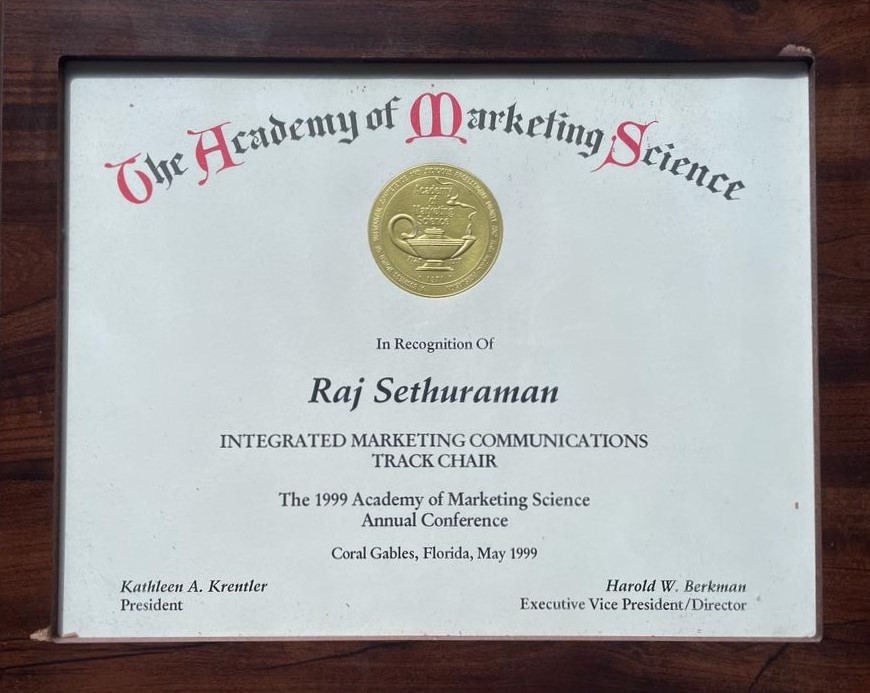 The Academy of Marketing Science
Academy
of
Marketing
Science
In Recognition Of
Raj Sethuraman
INTEGRATED MARKETING COMMUNICATIONS
TRACK CHAIR
The 1999 Academy of Marketing Science
Annual Conference
Coral Gables, Florida, May 1999
Kathleen A. Krentler
President
Harold W. Berkman
Executive Vice President/Director